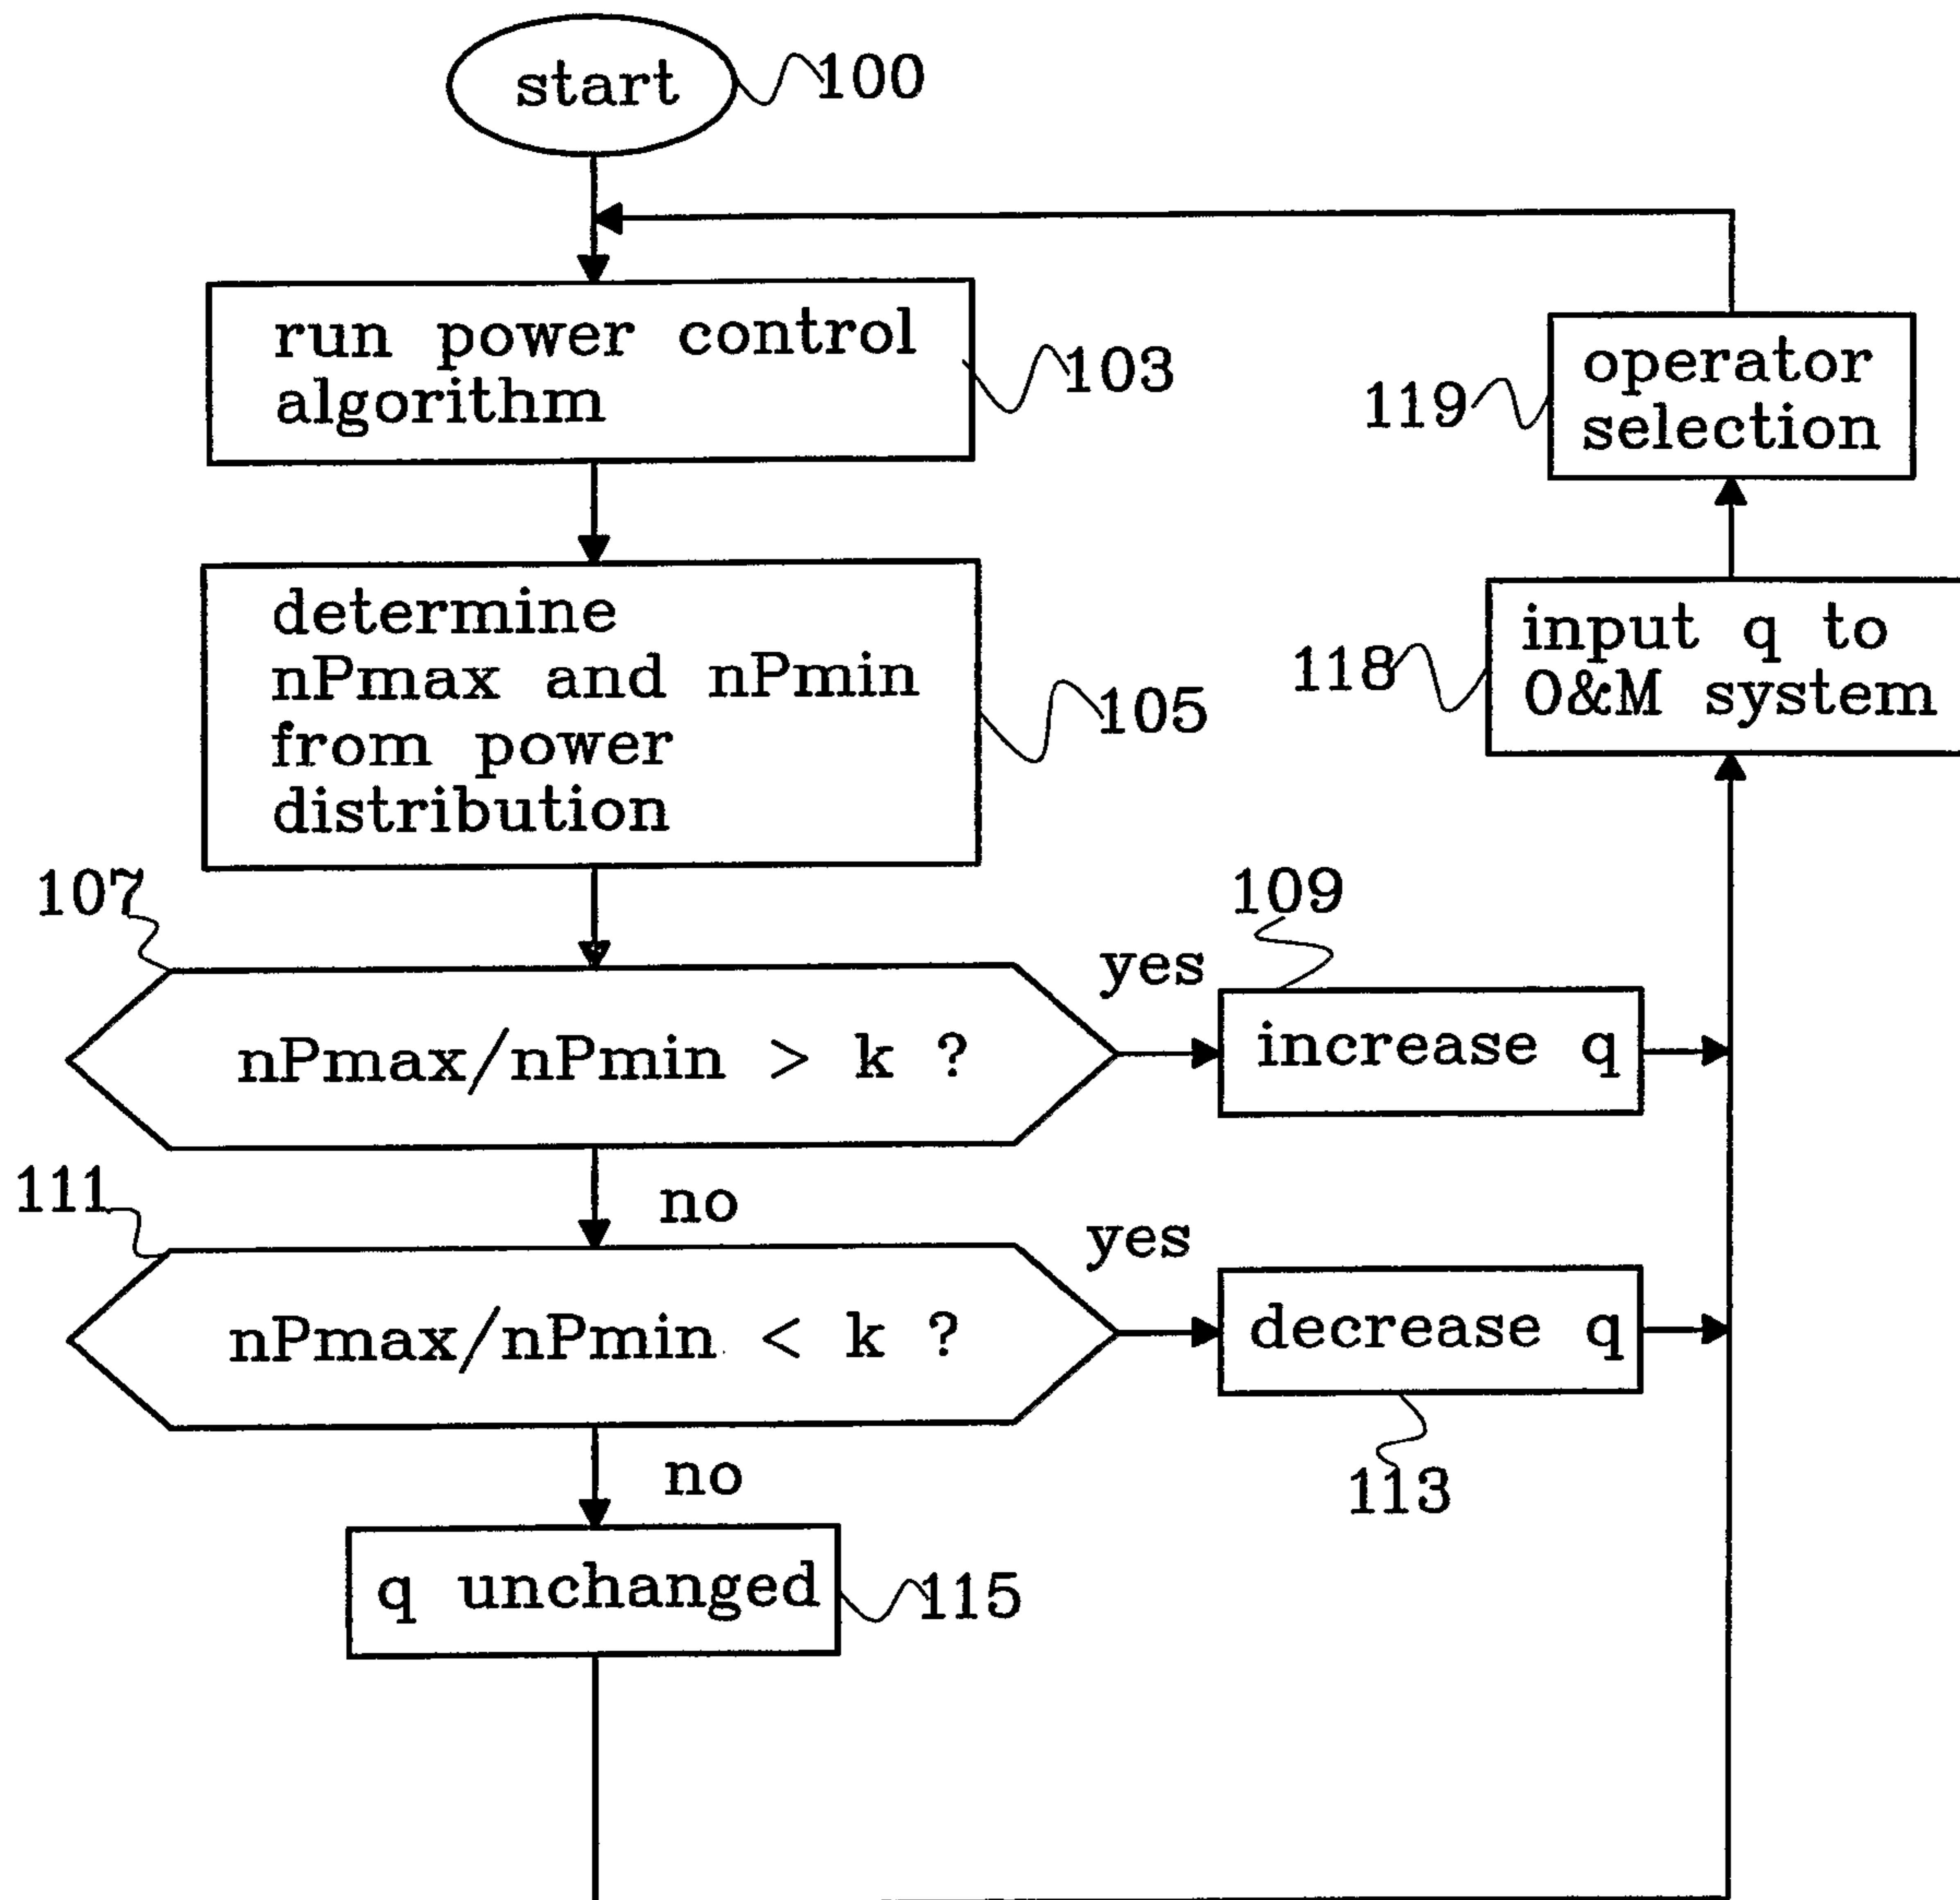 start
100
run power control
algorithm
103
operator
selection
119
determine
nPmax and nPmin
from power
distribution
105
input q to
O&M system
118
107
nPmax/nPmin > k ?
yes
109
increase q
no
111
nPmax/nPmin < k ?
yes
decrease q
113
no
q unchanged
115